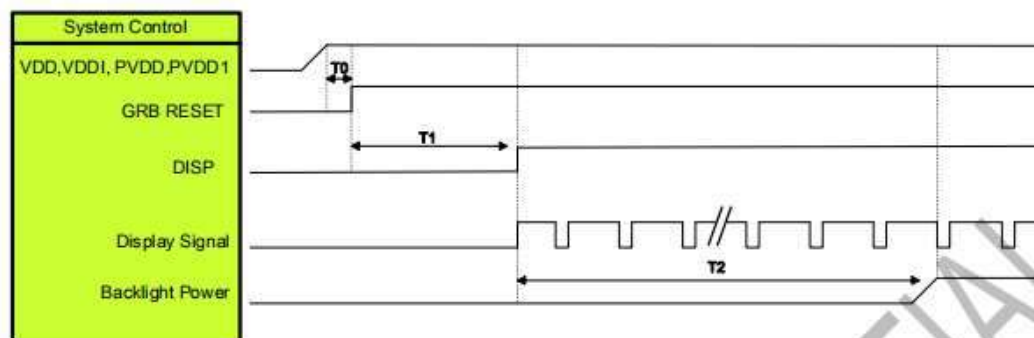 System Control
VDD,VDDI, PVDD,PVDD1
T0
GRB RESET
T1
DISP
Display Signal
T2
Backlight Power